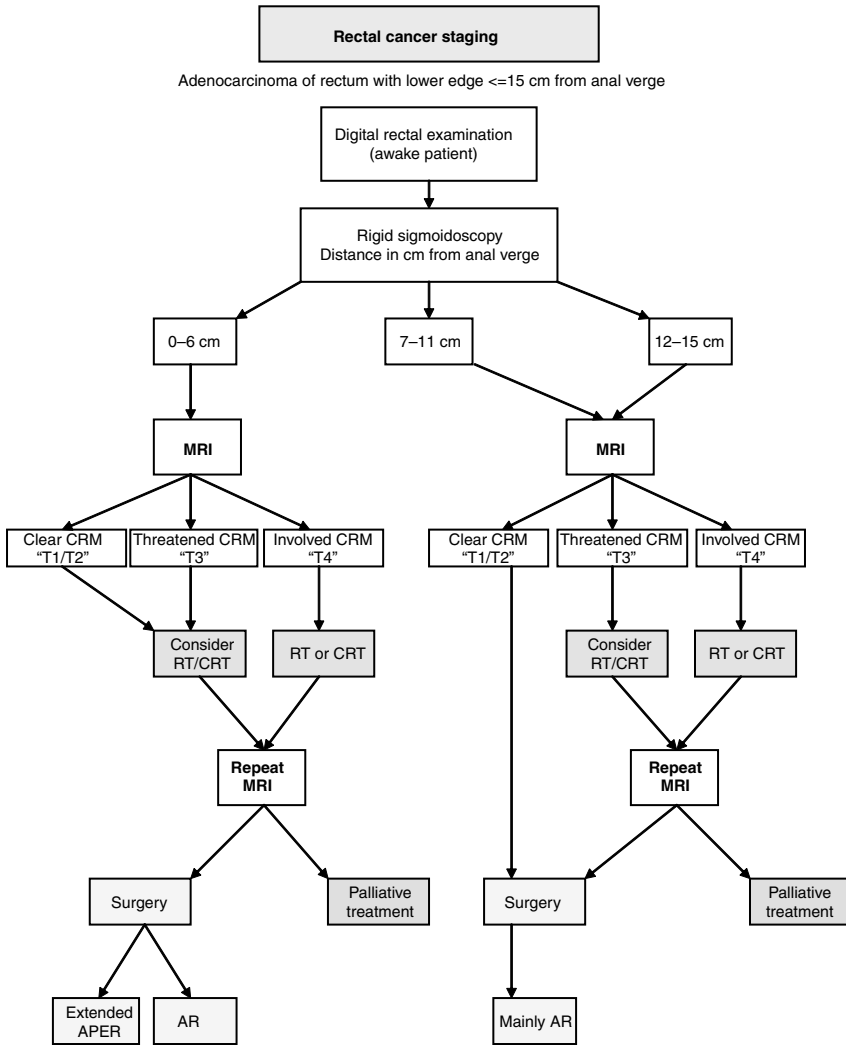 Rectal cancer staging
Adenocarcinoma of rectum with lower edge <=15 cm from anal verge
Digital rectal examination
(awake patient)
Rigid sigmoidoscopy
Distance in cm from anal verge
0–6 cm
7–11 cm
12–15 cm
MRI
MRI
Clear CRM
“T1/T2”
Threatened CRM
“T3”
Involved CRM
“T4”
Clear CRM
“T1/T2”
Threatened CRM
“T3”
Involved CRM
“T4”
Consider
RT/CRT
RT or CRT
Consider
RT/CRT
RT or CRT
Repeat
MRI
Repeat
MRI
Surgery
Palliative
treatment
Surgery
Palliative
treatment
Extended
APER
AR
Mainly AR